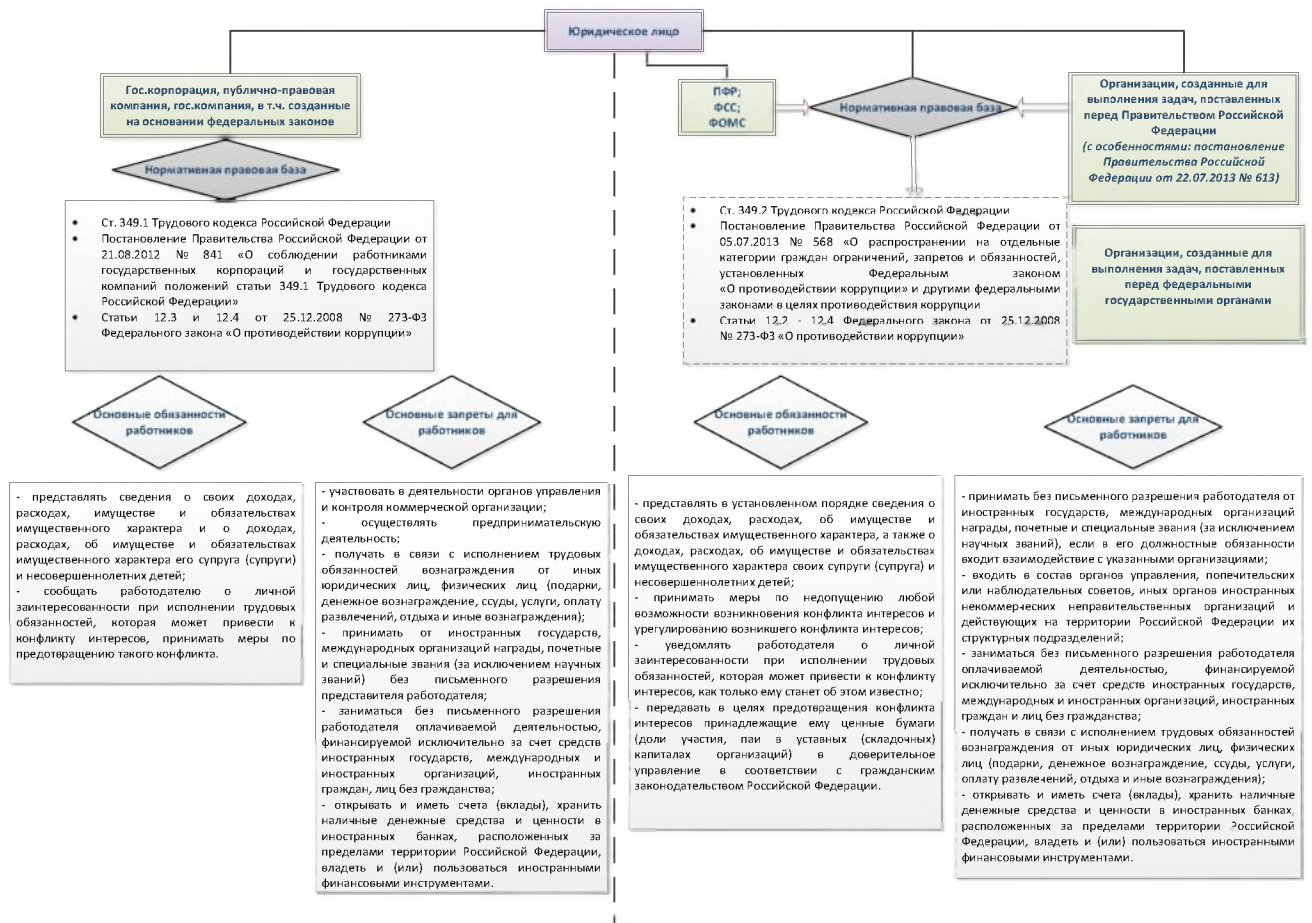 Юридическое лицо
Гос.корпорация, публично-правовая
компания, гос.компания, в т.ч. созданные
на основании федеральных законов
Нормативная правовая база
• Ст. 349.1 Трудового кодекса Российской Федерации
• Постановление Правительства Российской Федерации от
21.08.2012 № 841 «О соблюдении работниками
государственных корпораций и государственных
компаний положений статьи 349.1 Трудового кодекса
Российской Федерации»
• Статьи 12.3 и 12.4 от 25.12.2008 № 273-ФЗ
Федерального закона «О противодействии коррупции»
Основные обязанности
работников
- представлять сведения о своих доходах,
расходах, имуществе и обязательствах
имущественного характера и о доходах,
расходах, об имуществе и обязательствах
имущественного характера его супруга (супруги)
и несовершеннолетних детей;
- сообщать работодателю о личной
заинтересованности при исполнении трудовых
обязанностей, которая может привести к
конфликту интересов, принимать меры по
предотвращению такого конфликта.
Основные запреты для
работников
- участвовать в деятельности органов управления
и контроля коммерческой организации;
- осуществлять предпринимательскую
деятельность;
- получать в связи с исполнением трудовых
обязанностей вознаграждения от иных
юридических лиц, физических лиц (подарки,
денежное вознаграждение, ссуды, услуги, оплату
развлечений, отдыха и иные вознаграждения);
- принимать от иностранных государств,
международных организаций награды, почетные
и специальные звания (за исключением научных
званий) без письменного разрешения
представителя работодателя;
- заниматься без письменного разрешения
работодателя оплачиваемой деятельностью,
финансируемой исключительно за счет средств
иностранных государств, международных и
иностранных организаций, иностранных
граждан, лиц без гражданства;
- открывать и иметь счета (вклады), хранить
наличные денежные средства и ценности в
иностранных банках, расположенных за
пределами территории Российской Федерации,
владеть и (или) пользоваться иностранными
финансовыми инструментами.
ПФР;
ФСС;
ФОМС
Нормативная правовая база
Организации, созданные для
выполнения задач, поставленных
перед Правительством Российской
Федерации
(с особенностями: постановление
Правительства Российской
Федерации от 22.07.2013 № 613)
• Ст. 349.2 Трудового кодекса Российской Федерации
• Постановление Правительства Российской Федерации от
05.07.2013 № 568 «О распространении на отдельные
категории граждан ограничений, запретов и обязанностей,
установленных Федеральным законом
«О противодействии коррупции» и другими федеральными
законами в целях противодействия коррупции
• Статьи 12.2 - 12.4 Федерального закона от 25.12.2008
№ 273-ФЗ «О противодействии коррупции»
Организации, созданные для
выполнения задач, поставленных
перед федеральными
государственными органами
Основные обязанности
работников
- представлять в установленном порядке сведения о
своих доходах, расходах, об имуществе и
обязательствах имущественного характера, а также о
доходах, расходах, об имуществе и обязательствах
имущественного характера своих супруги (супруга) и
несовершеннолетних детей;
- принимать меры по недопущению любой
возможности возникновения конфликта интересов и
урегулированию возникшего конфликта интересов;
- уведомлять работодателя о личной
заинтересованности при исполнении трудовых
обязанностей, которая может привести к конфликту
интересов, как только ему станет об этом известно;
- передавать в целях предотвращения конфликта
интересов принадлежащие ему ценные бумаги
(доли участия, паи в уставных (складочных)
капиталах организаций) в доверительное
управление в соответствии с гражданским
законодательством Российской Федерации.
Основные запреты для
работников
- принимать без письменного разрешения работодателя от
иностранных государств, международных организаций
награды, почетные и специальные звания (за исключением
научных званий), если в его должностные обязанности
входит взаимодействие с указанными организациями;
- входить в состав органов управления, попечительских
или наблюдательных советов, иных органов иностранных
некоммерческих неправительственных организаций и
действующих на территории Российской Федерации их
структурных подразделений;
- заниматься без письменного разрешения работодателя
оплачиваемой деятельностью, финансируемой
исключительно за счет средств иностранных государств,
международных и иностранных организаций, иностранных
граждан и лиц без гражданства;
- получать в связи с исполнением трудовых обязанностей
вознаграждения от иных юридических лиц, физических
лиц (подарки, денежное вознаграждение, ссуды, услуги,
оплату развлечений, отдыха и иные вознаграждения);
- открывать и иметь счета (вклады), хранить наличные
денежные средства и ценности в иностранных банках,
расположенных за пределами территории Российской
Федерации, владеть и (или) пользоваться иностранными
финансовыми инструментами.